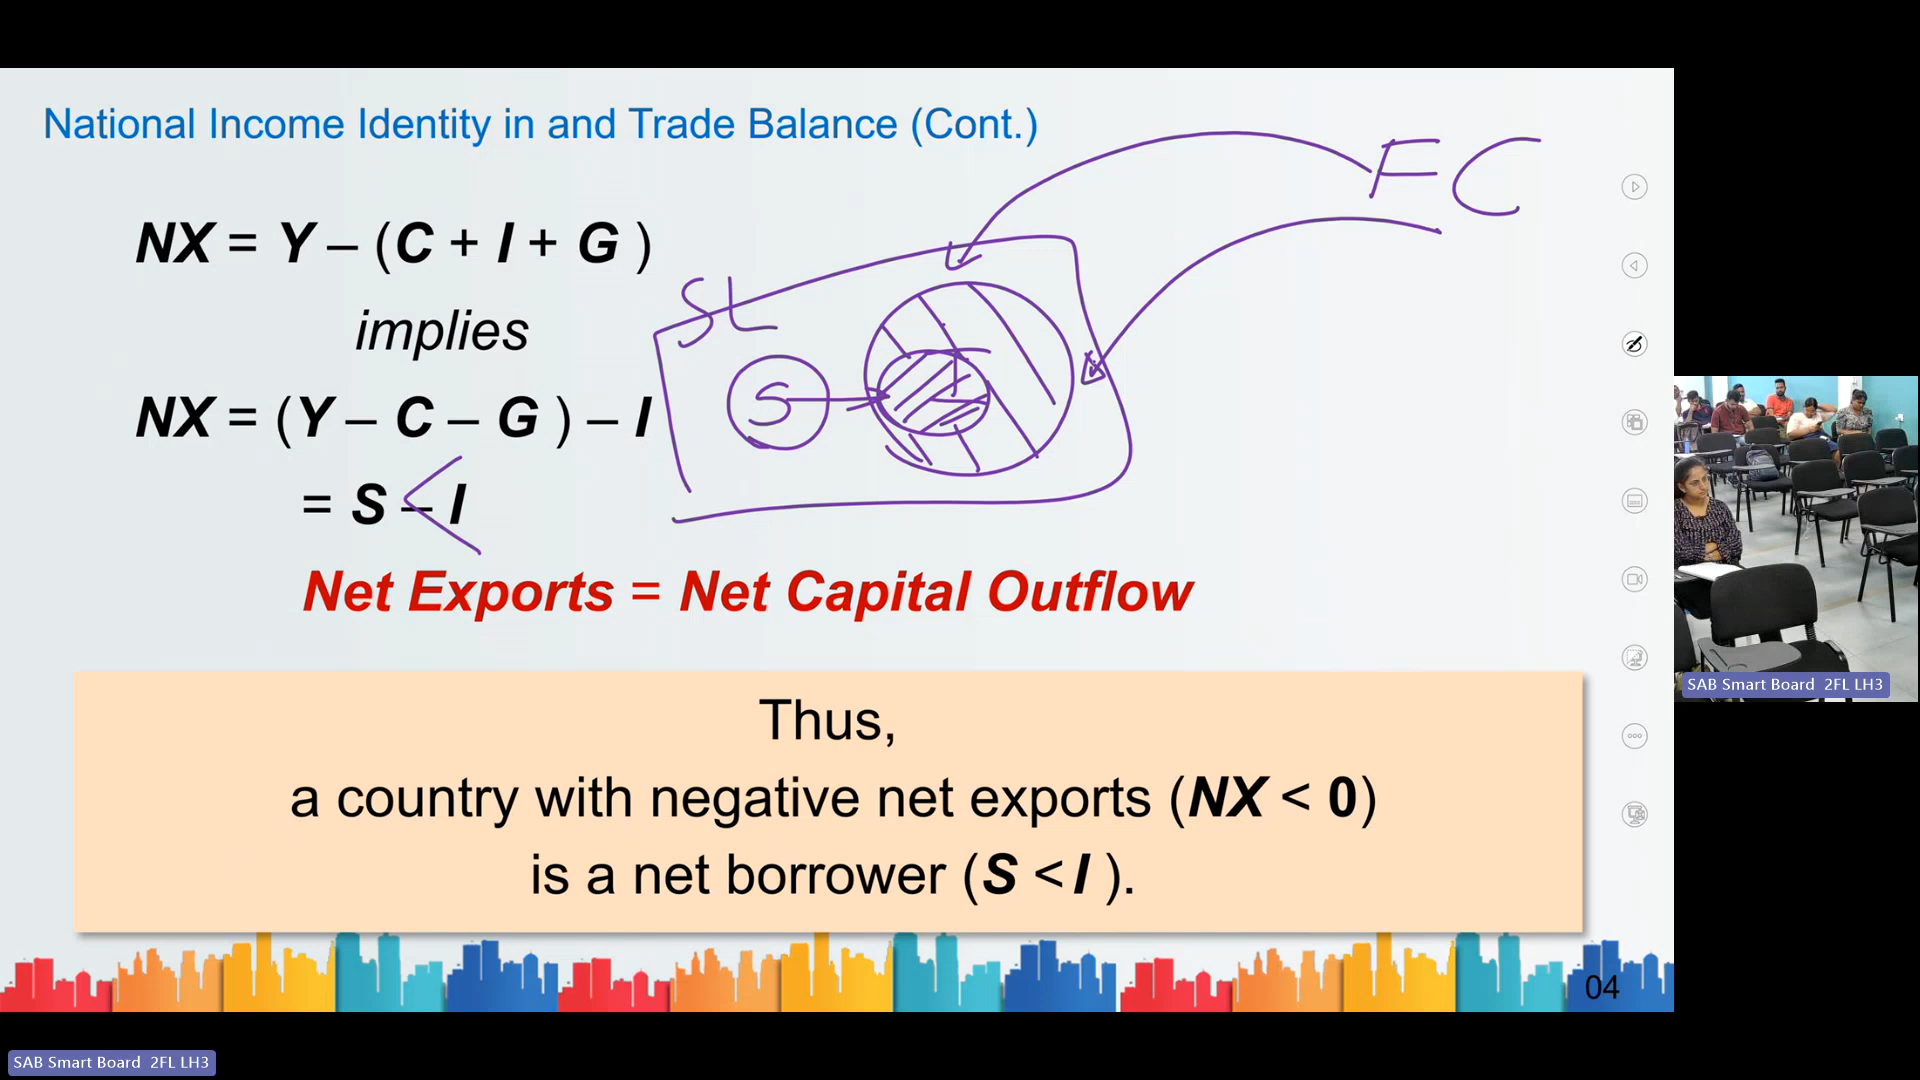 National Income Identity in and Trade Balance (Cont.)
FC
NX = Y – (C + I + G )
SL
implies
S
I
NX = (Y – C – G ) – I
= S – I
<
Net Exports = Net Capital Outflow
Thus,
a country with negative net exports (NX < 0)
is a net borrower (S < I ).
04
SAB Smart Board 2FL LH3
SAB Smart Board 2FL LH3